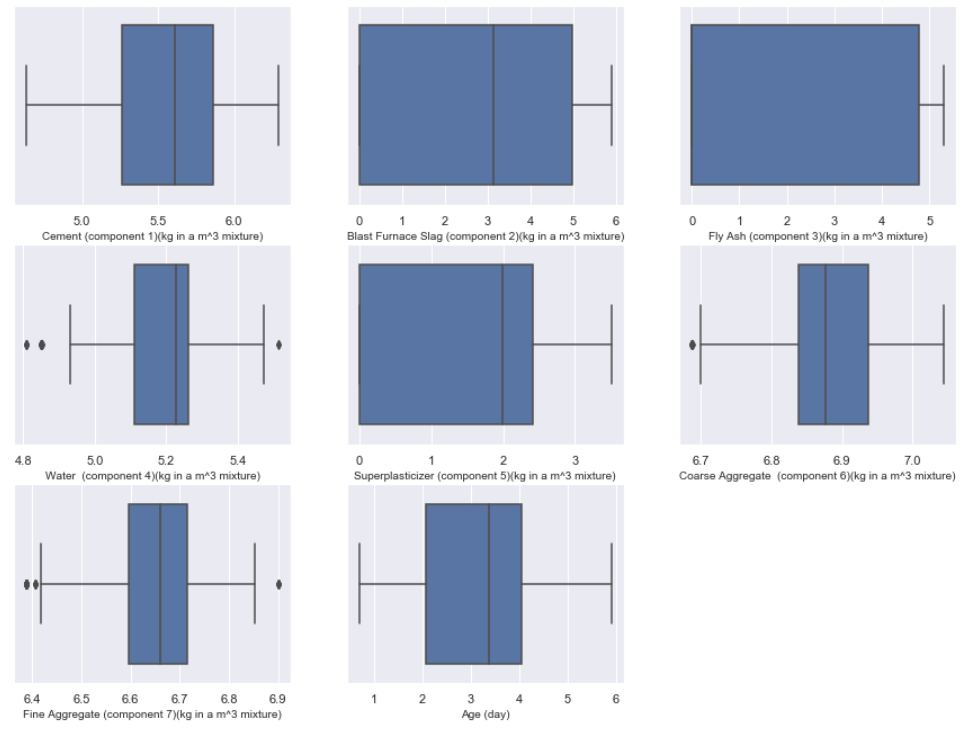 5.0 5.5 6.0
Cement (component 1)(kg in a m^3 mixture)
0 1 2 3 4 5 6
Blast Furnace Slag (component 2)(kg in a m^3 mixture)
0 1 2 3 4 5
Fly Ash (component 3)(kg in a m^3 mixture)
4.8 5.0 5.2 5.4
Water  (component 4)(kg in a m^3 mixture)
0 1 2 3
Superplasticizer (component 5)(kg in a m^3 mixture)
6.7 6.8 6.9 7.0
Coarse Aggregate  (component 6)(kg in a m^3 mixture)
6.4 6.5 6.6 6.7 6.8 6.9
Fine Aggregate (component 7)(kg in a m^3 mixture)
1 2 3 4 5 6
Age (day)